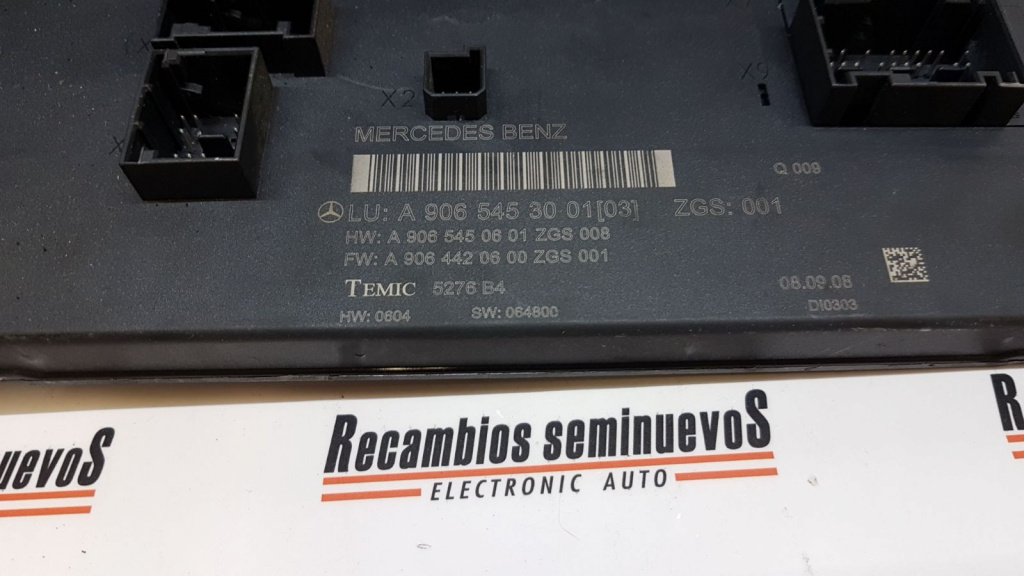 X2
X9
MERCEDES BENZ
Q 009
LU: A 906 545 30 01[03] ZGS: 001
HW: A 906 545 06 01 ZGS 008
FW: A 906 442 06 00 ZGS 001
TEMIC 5276 B4
08.09.08
HW: 0604 SW: 064800
DI0303
Recambios seminuevoS
ELECTRONIC AUTO
nuevoS
R